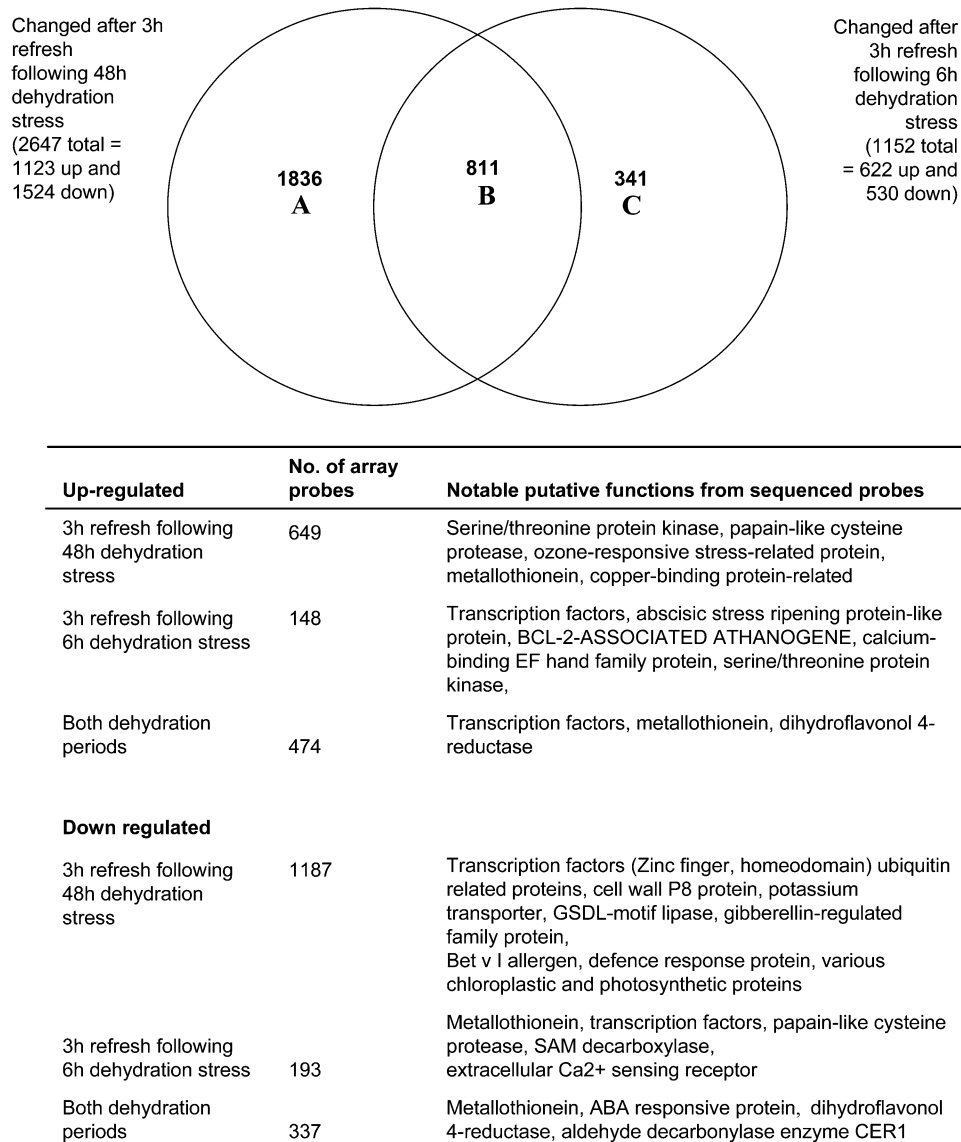 Changed after 3h
refresh
following 48h
dehydration
stress
(2647 total =
1123 up and
1524 down)
1836
A
811
B
341
C
Changed after
3h refresh
following 6h
dehydration
stress
(1152 total
= 622 up and
530 down)
Up-regulated
No. of array
probes
Notable putative functions from sequenced probes
3h refresh following
48h dehydration
stress
649
Serine/threonine protein kinase, papain-like cysteine
protease, ozone-responsive stress-related protein,
metallothionein, copper-binding protein-related
3h refresh following
6h dehydration stress
148
Transcription factors, abscisic stress ripening protein-like
protein, BCL-2-ASSOCIATED ATHANOGENE, calcium-
binding EF hand family protein, serine/threonine protein
kinase,
Both dehydration
periods
474
Transcription factors, metallothionein, dihydroflavonol 4-
reductase
Down regulated
3h refresh following
48h dehydration
stress
1187
Transcription factors (Zinc finger, homeodomain) ubiquitin
related proteins, cell wall P8 protein, potassium
transporter, GSDL-motif lipase, gibberellin-regulated
family protein,
Bet v I allergen, defence response protein, various
chloroplastic and photosynthetic proteins
3h refresh following
6h dehydration stress
193
Metallothionein, transcription factors, papain-like cysteine
protease, SAM decarboxylase,
extracellular Ca2+ sensing receptor
Both dehydration
periods
337
Metallothionein, ABA responsive protein, dihydroflavonol
4-reductase, aldehyde decarbonylase enzyme CER1